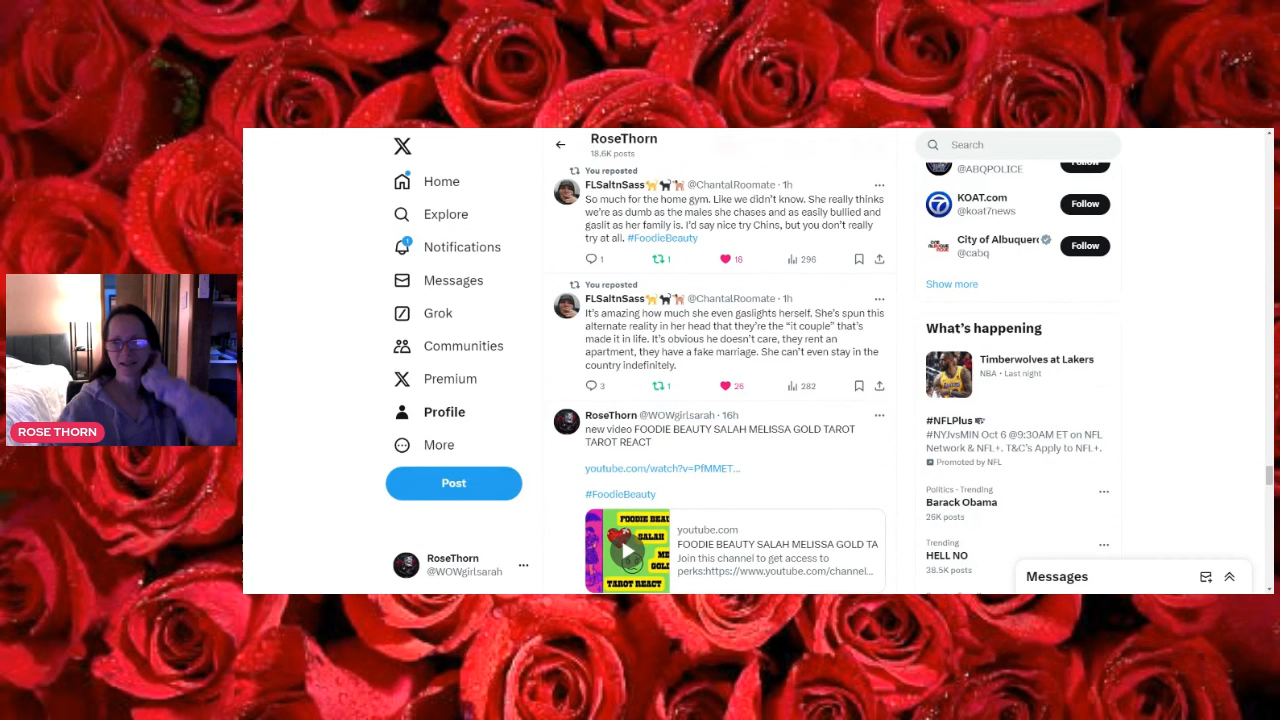 ROSE THORN
Home
Explore
1
Notifications
Messages
Grok
Communities
Premium
Profile
More
Post
RoseThorn
@WOWgirlsarah
RoseThorn
18.6K posts
You reposted
FLSaltnSass @ChantalRoomate · 1h
So much for the home gym. Like we didn't know. She really thinks
we're as dumb as the males she chases and as easily bullied and
gaslit as her family is. I'd say nice try Chins, but you don't really
try at all. #FoodieBeauty
1 1 18 296
You reposted
FLSaltnSass @ChantalRoomate · 1h
It's amazing how much she even gaslights herself. She's spun this
alternate reality in her head that they're the “it couple” that's
made it in life. It's obvious he doesn't care, they rent an
apartment, they have a fake marriage. She can't even stay in the
country indefinitely.
3 1 26 282
RoseThorn @WOWgirlsarah · 16h
new video FOODIE BEAUTY SALAH MELISSA GOLD TAROT
TAROT REACT
youtube.com/watch?v=PfMMET…
#FoodieBeauty
FOODIE BEAU
SALAH
ME
GOL
TAROT REACT
youtube.com
FOODIE BEAUTY SALAH MELISSA GOLD TA
Join this channel to get access to
perks:https://www.youtube.com/channel...
Search
@ABQPOLICE
Follow
7
KOAT.com
@koat7news
Follow
City of Albuquerc
@cabq
Follow
Show more
What's happening
Timberwolves at Lakers
NBA · Last night
#NFLPlus
#NYJvsMIN Oct 6 @9:30AM ET on NFL
Network & NFL+. T&C's Apply to NFL+.
Promoted by NFL
Politics · Trending
Barack Obama
26K posts
Trending
HELL NO
38.5K posts
Messages